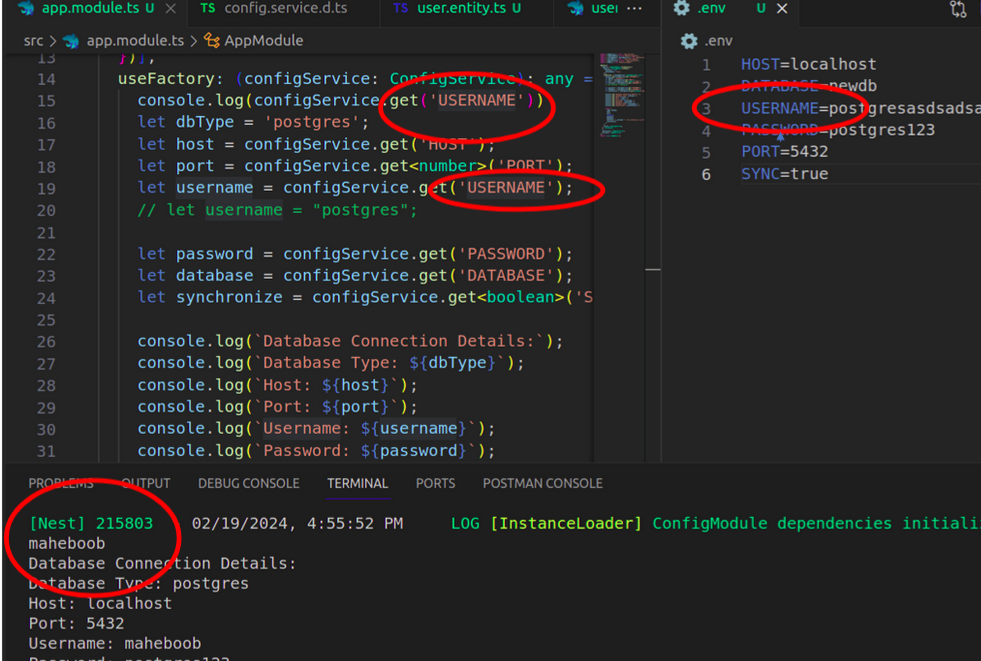 app.module.ts U
TS config.service.d.ts
TS user.entity.ts U
.env U
src > app.module.ts > AppModule
.env
13 })],
14 useFactory: (configService: ConfigService): any =
15 console.log(configService.get('USERNAME'))
16 let dbType = 'postgres';
17 let host = configService.get('HOST');
18 let port = configService.get<number>('PORT');
19 let username = configService.get('USERNAME');
20 // let username = "postgres";
21
22 let password = configService.get('PASSWORD');
23 let database = configService.get('DATABASE');
24 let synchronize = configService.get<boolean>('S
25
26 console.log(`Database Connection Details:`);
27 console.log(`Database Type: ${dbType}`);
28 console.log(`Host: ${host}`);
29 console.log(`Port: ${port}`);
30 console.log(`Username: ${username}`);
31 console.log(`Password: ${password}`);
1 HOST=localhost
2 DATABASE=newdb
3 USERNAME=postgresasdsadsa
4 PASSWORD=postgres123
5 PORT=5432
6 SYNC=true
PROBLEMS OUTPUT DEBUG CONSOLE TERMINAL PORTS POSTMAN CONSOLE
[Nest] 215803 02/19/2024, 4:55:52 PM LOG [InstanceLoader] ConfigModule dependencies initiali
maheboob
Database Connection Details:
Database Type: postgres
Host: localhost
Port: 5432
Username: maheboob
Password: postgres123